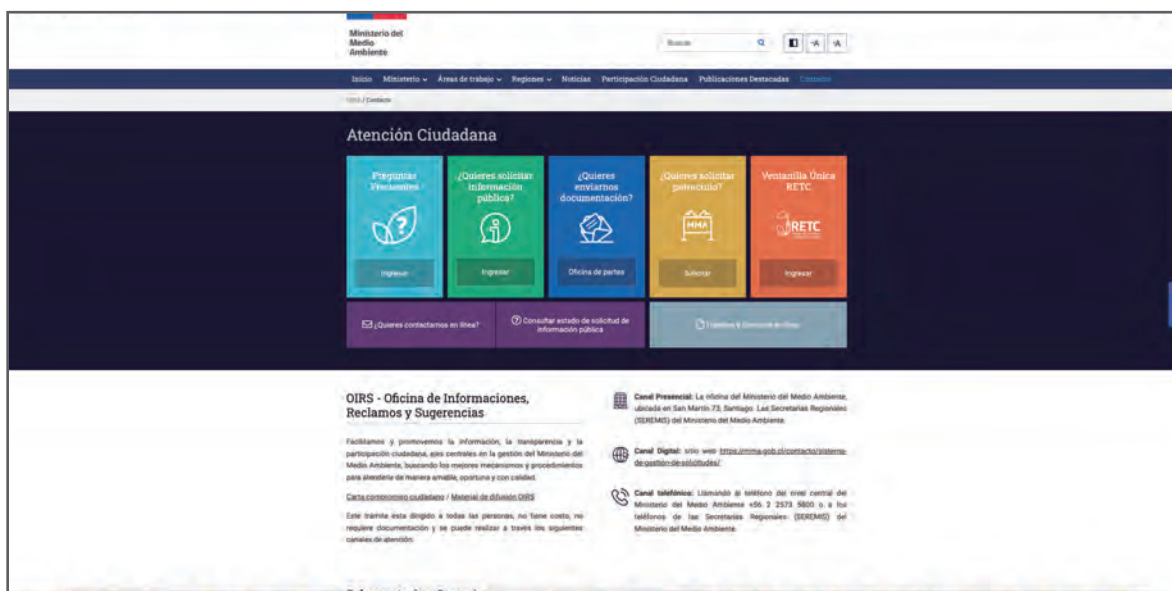 Ministerio del
Medio
Ambiente
Buscar
-A
+A
Inicio Ministerio Áreas de trabajo Regiones Noticias Participación Ciudadana Publicaciones Destacadas Contacto
Inicio / Contacto
Atención Ciudadana
Preguntas
Frecuentes
Ingresar
¿Quieres solicitar
información
pública?
Ingresar
¿Quieres
enviarnos
documentación?
Oficina de partes
¿Quieres solicitar
patrocinio?
MMA
Solicitar
Ventanilla Única
RETC
RETC
Ingresar
¿Quieres contactarnos en línea?
Consultar estado de solicitud de
información pública
OIRS - Oficina de Informaciones,
Reclamos y Sugerencias
Facilitamos y promovemos la información, la transparencia y la
participación ciudadana, ejes centrales en la gestión del Ministerio del
Medio Ambiente, buscando los mejores mecanismos y procedimientos
para atenderle de manera amable, oportuna y con calidad.
Carta compromiso ciudadano / Material de difusión OIRS
Este trámite está dirigido a todas las personas, no tiene costo, no
requiere documentación y se puede realizar a través los siguientes
canales de atención:
Canal Presencial: La oficina del Ministerio del Medio Ambiente,
ubicada en San Martín 73, Santiago. Las Secretarías Regionales
(SEREMIS) del Ministerio del Medio Ambiente.
Canal Digital: sitio web https://mma.gob.cl/contacto/sistema-
de-gestion-de-solicitudes/
Canal telefónico: Llamando al teléfono del nivel central del
Ministerio del Medio Ambiente +56 2 2573 5800 o a los
teléfonos de las Secretarías Regionales (SEREMIS) del
Ministerio del Medio Ambiente.